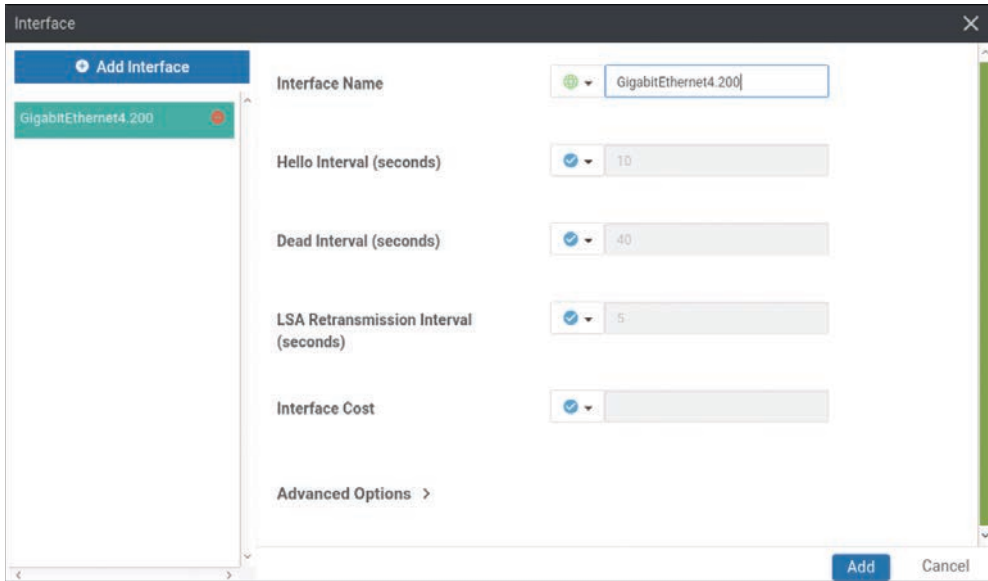 Interface
Add Interface
GigabitEthernet4.200
Interface Name
GigabitEthernet4.200
Hello Interval (seconds)
10
Dead Interval (seconds)
40
LSA Retransmission Interval
(seconds)
5
Interface Cost
Advanced Options
Add
Cancel